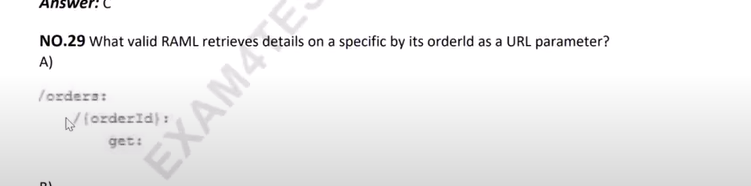 Answer: C
NO.29 What valid RAML retrieves details on a specific by its orderId as a URL parameter?
A)
/orders:
/{orderId}:
get:
EXAM4TES
B)